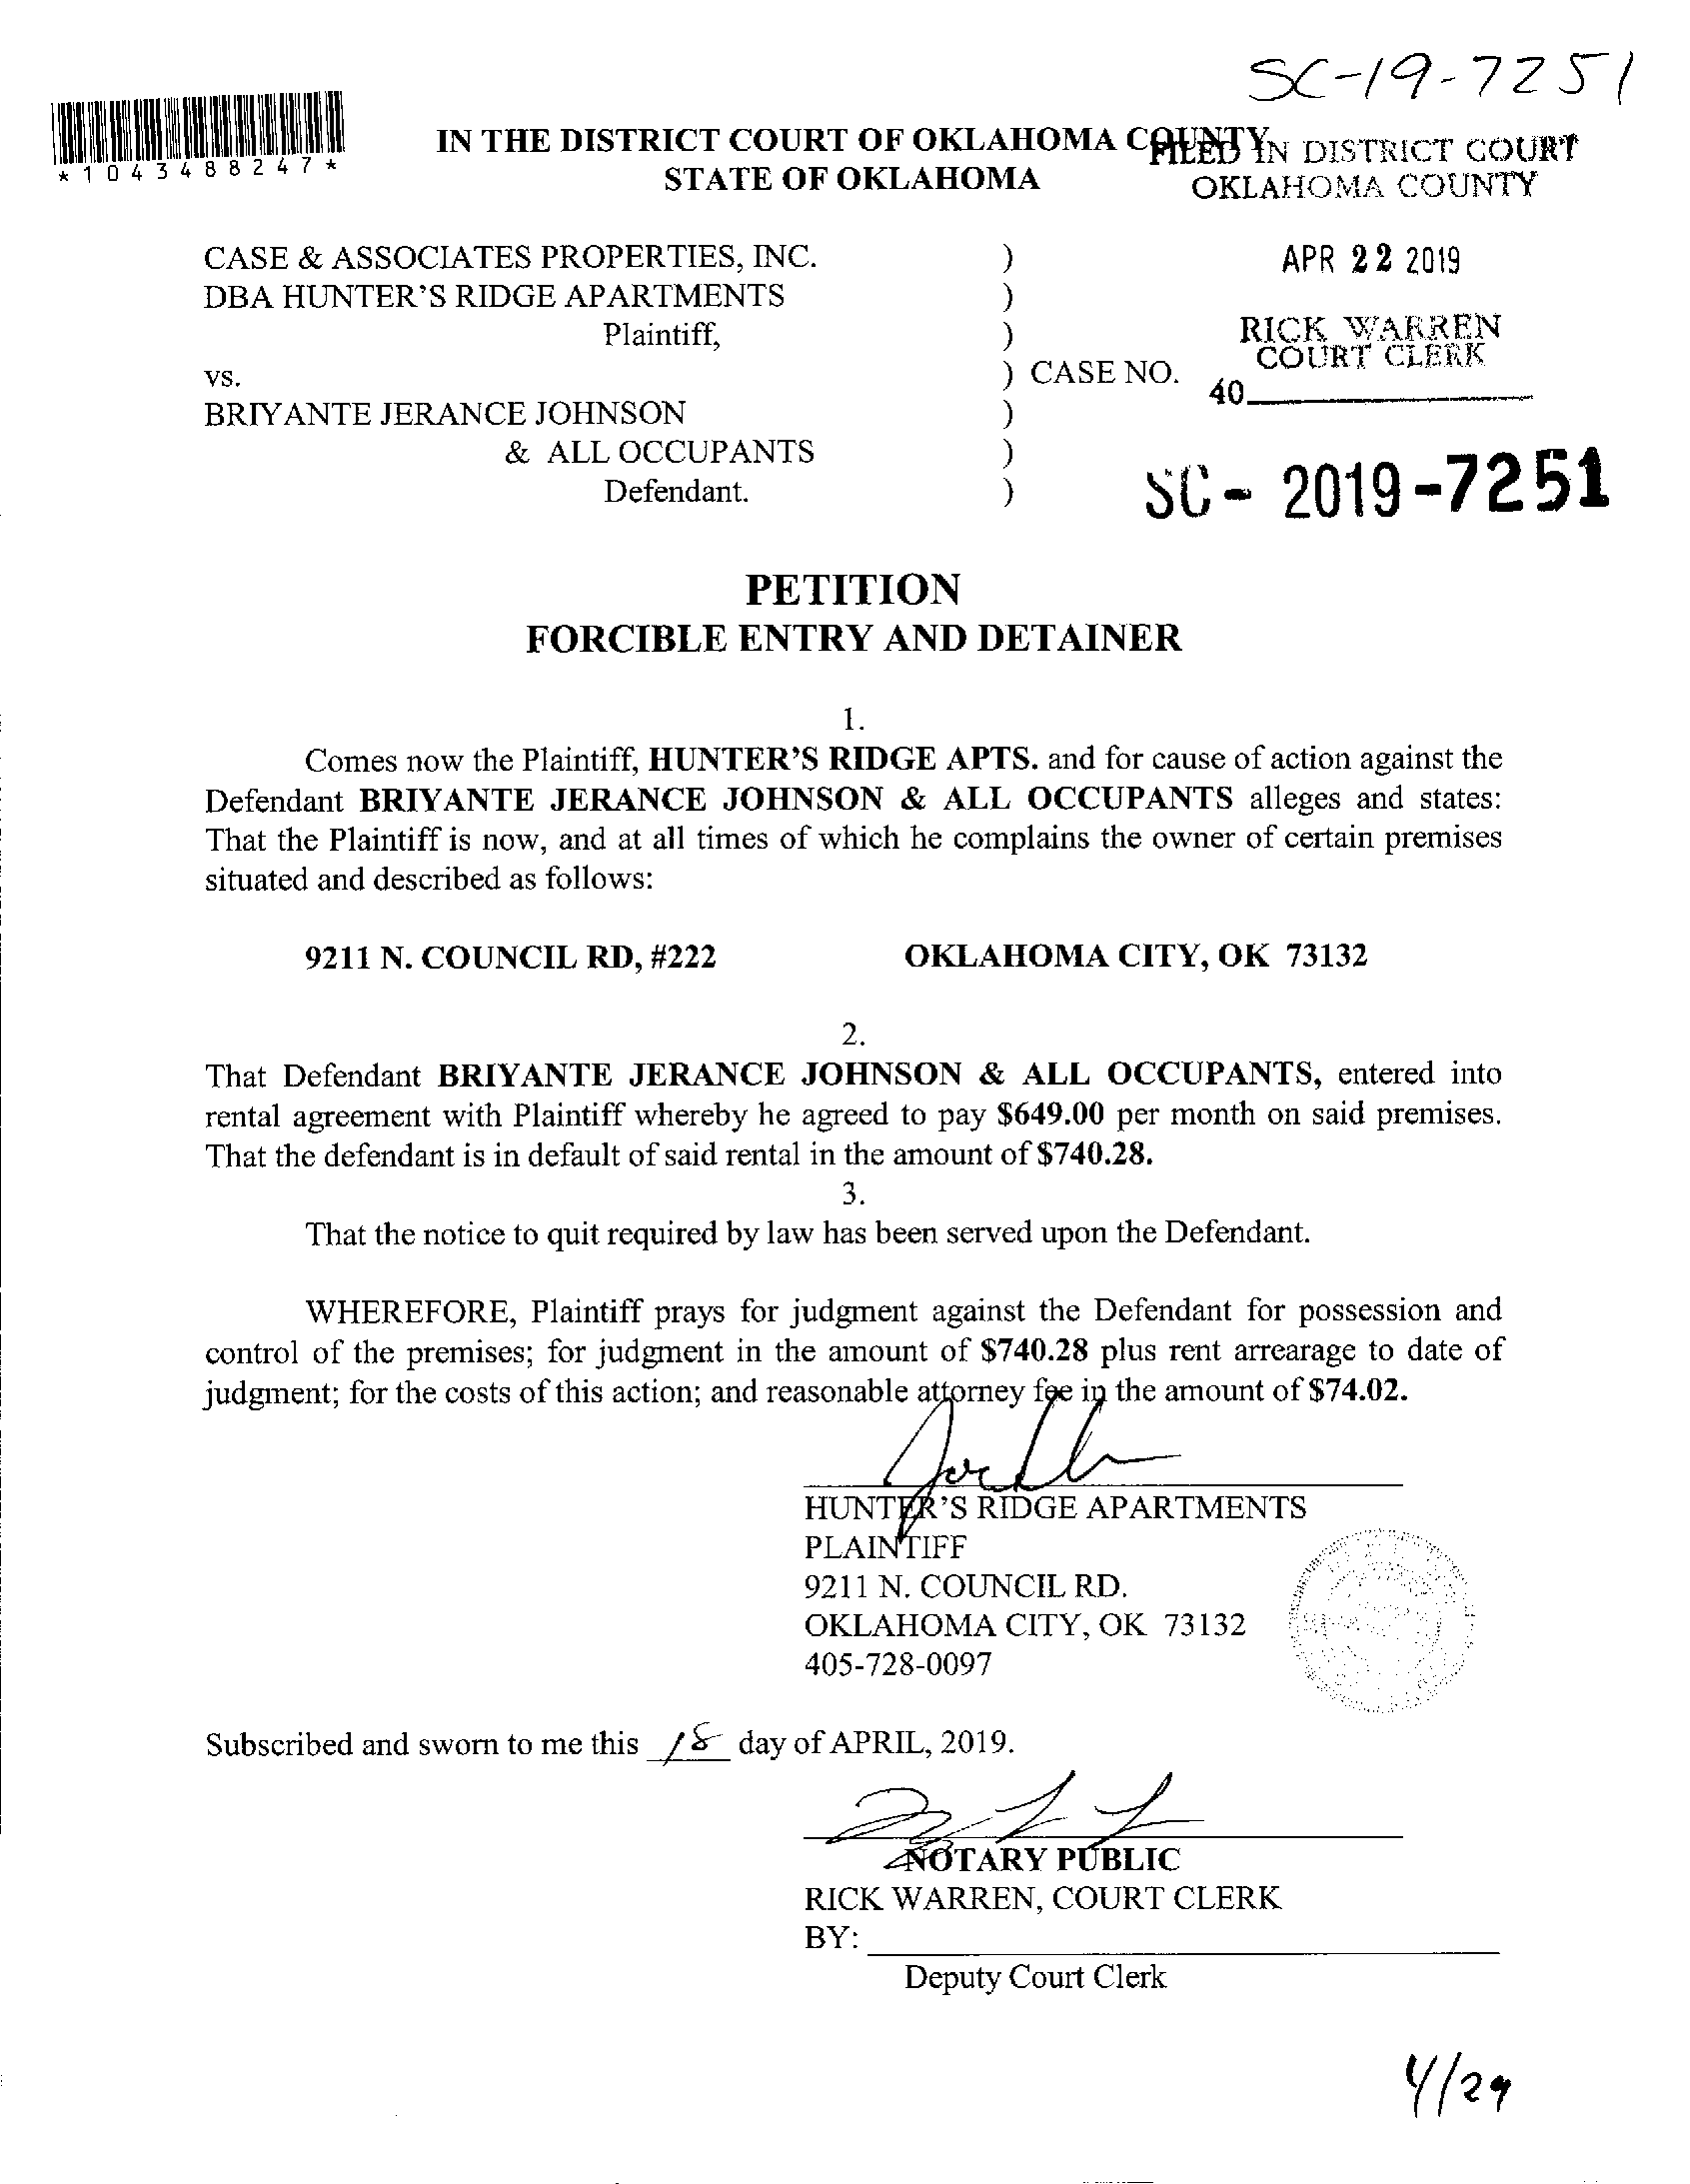 SC-19-7251
*1043488247*
IN THE DISTRICT COURT OF OKLAHOMA COUNTY
STATE OF OKLAHOMA
FILED IN DISTRICT COURT
OKLAHOMA COUNTY
CASE & ASSOCIATES PROPERTIES, INC. )
DBA HUNTER'S RIDGE APARTMENTS )
Plaintiff, )
vs. ) CASE NO.
BRIYANTE JERANCE JOHNSON )
& ALL OCCUPANTS )
Defendant. )
APR 22 2019
RICK WARREN
COURT CLERK
40
SC- 2019-7251
PETITION
FORCIBLE ENTRY AND DETAINER
1.
Comes now the Plaintiff, HUNTER'S RIDGE APTS. and for cause of action against the
Defendant BRIYANTE JERANCE JOHNSON & ALL OCCUPANTS alleges and states:
That the Plaintiff is now, and at all times of which he complains the owner of certain premises
situated and described as follows:
9211 N. COUNCIL RD, #222 OKLAHOMA CITY, OK 73132
2.
That Defendant BRIYANTE JERANCE JOHNSON & ALL OCCUPANTS, entered into
rental agreement with Plaintiff whereby he agreed to pay $649.00 per month on said premises.
That the defendant is in default of said rental in the amount of $740.28.
3.
That the notice to quit required by law has been served upon the Defendant.
WHEREFORE, Plaintiff prays for judgment against the Defendant for possession and
control of the premises; for judgment in the amount of $740.28 plus rent arrearage to date of
judgment; for the costs of this action; and reasonable attorney fee in the amount of $74.02.
HUNTER'S RIDGE APARTMENTS
PLAINTIFF
9211 N. COUNCIL RD.
OKLAHOMA CITY, OK 73132
405-728-0097
Subscribed and sworn to me this 18 day of APRIL, 2019.
NOTARY PUBLIC
RICK WARREN, COURT CLERK
BY:
Deputy Court Clerk
4/29